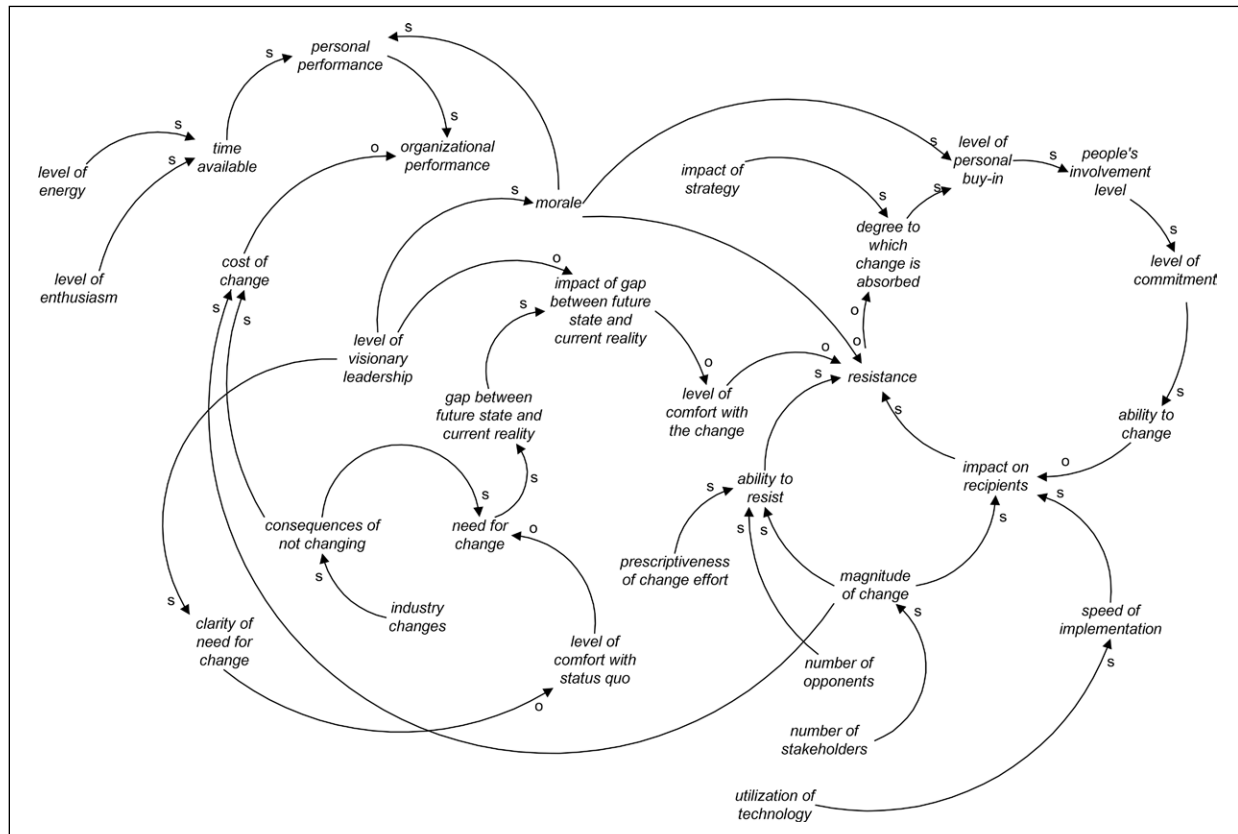 s
personal
performance
s
s
time
available
s
level of
energy
s
level of
enthusiasm
s
organizational
performance
o
s
morale
impact of
strategy
s
level of
personal
buy-in
s
people's
involvement
level
s
s
degree to
which
change is
absorbed
s
level of
commitment
cost of
change
s
s
o
impact of gap
between future
state and
current reality
s
level of
visionary
leadership
o
o
o
o
resistance
s
s
gap between
future state and
current reality
level of
comfort with
the change
s
ability to
change
o
impact on
recipients
s
s
ability to
resist
s
s
s
consequences of
not changing
s
need for
change
s
o
s
prescriptiveness
of change effort
magnitude
of change
s
industry
changes
s
clarity of
need for
change
level of
comfort with
status quo
o
number of
opponents
speed of
implementation
s
number of
stakeholders
utilization of
technology